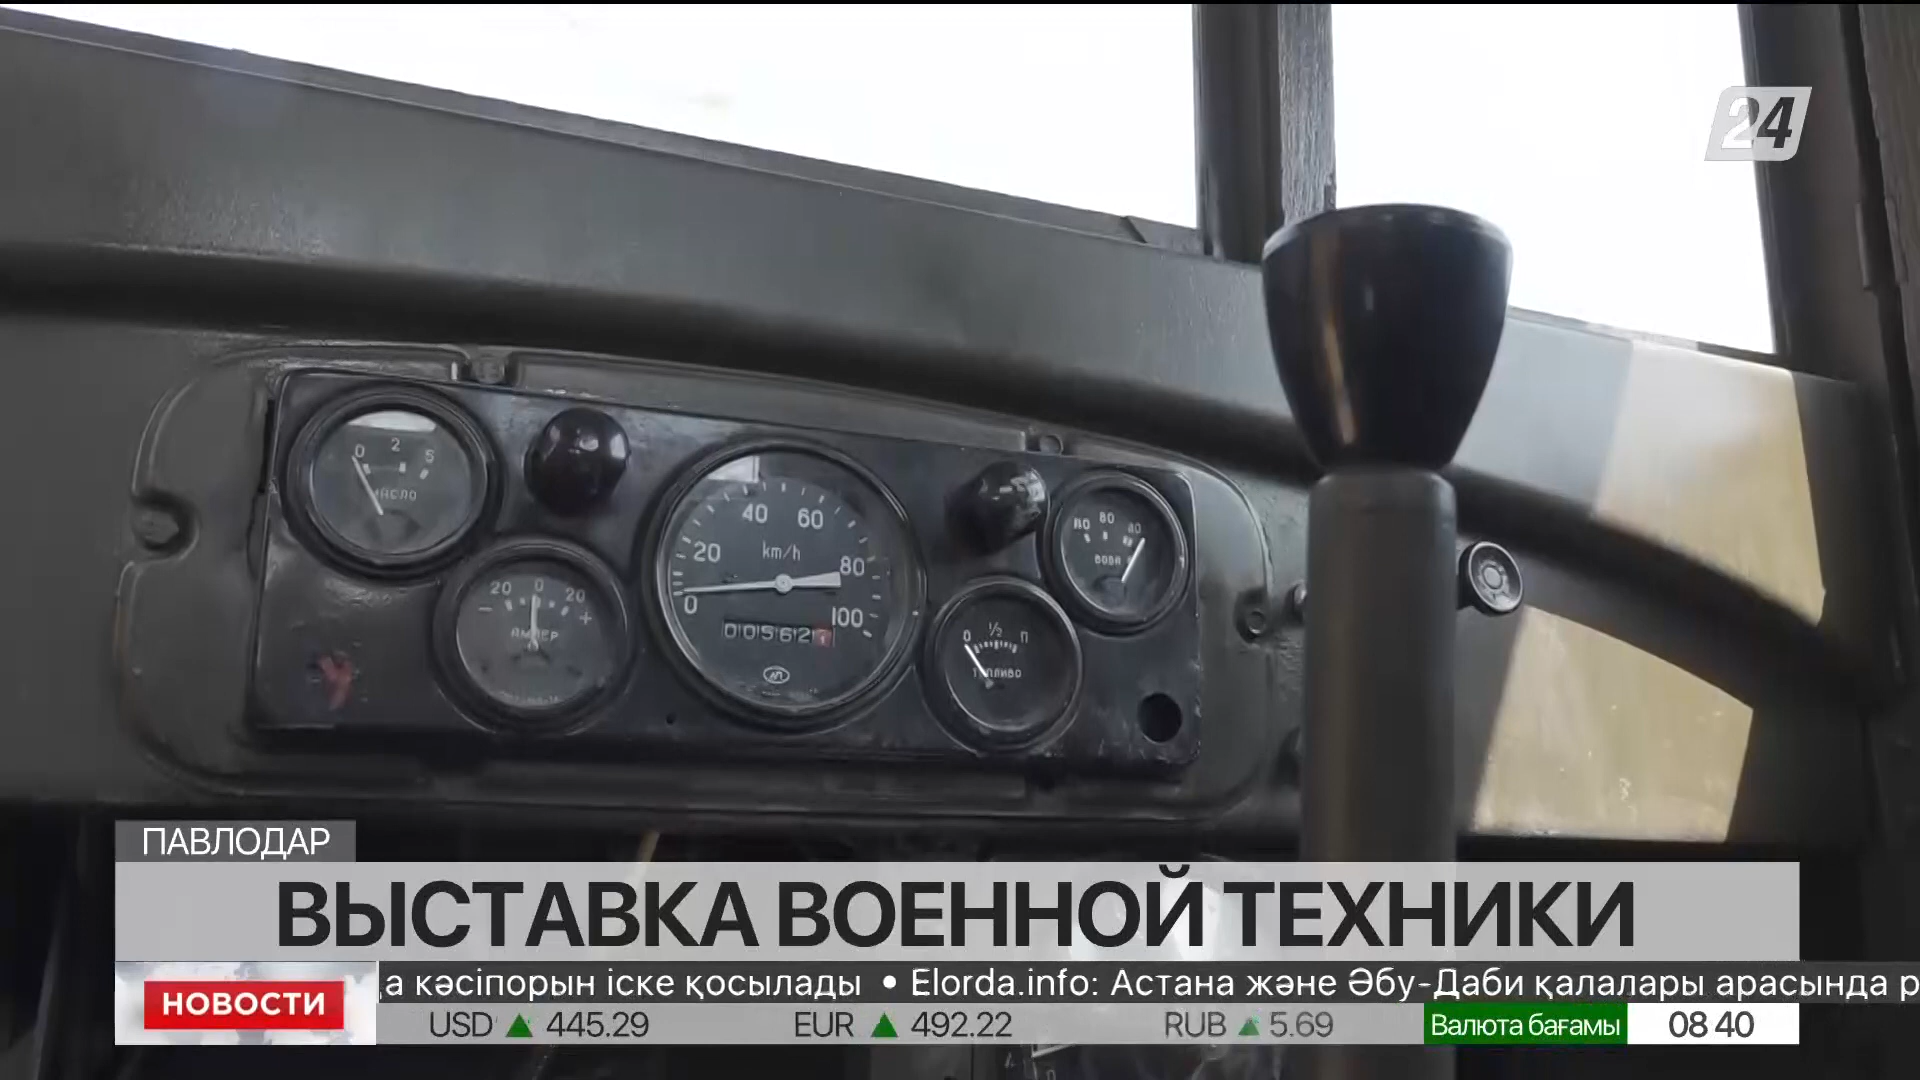 24
0 2 5
МАСЛО
20 0 20
− +
АМПЕР
40 60
20 km/h 80
0 100
005621
80 40
ВОДА
0 ½ П
ТОПЛИВО
ПАВЛОДАР
ВЫСТАВКА ВОЕННОЙ ТЕХНИКИ
НОВОСТИ
а кәсіпорын іске қосылады • Elorda.info: Астана және Әбу-Даби қалалары арасында р
USD ▲ 445.29 EUR ▲ 492.22 RUB ▲ 5.69 Валюта бағамы 08 40